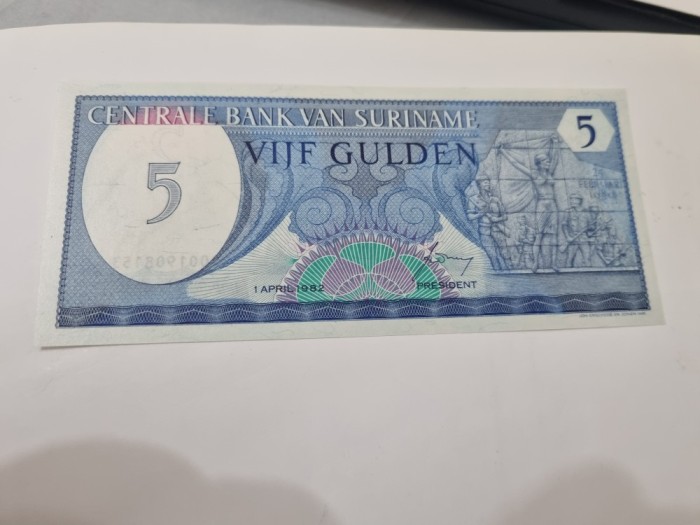 CENTRALE BANK VAN SURINAME
5
5
VIJF GULDEN
1 APRIL 1982
PRESIDENT